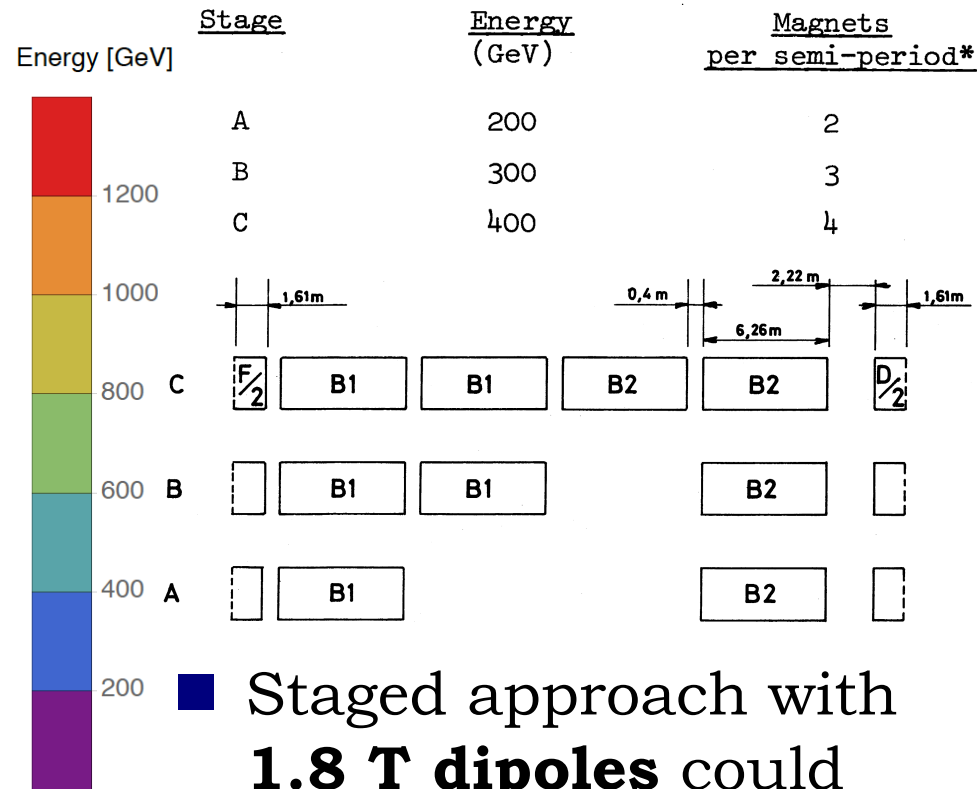 Stage Energy Magnets
Energy [GeV] (GeV) per semi-period*
A 200 2
B 300 3
1200
C 400 4
2,22 m
1000 1,61m 0,4 m 1,61m
6,26m
800 C F/2 B1 B1 B2 B2 D/2
600 B B1 B1 B2
400 A B1 B2
200
■ Staged approach with
1.8 T dipoles could